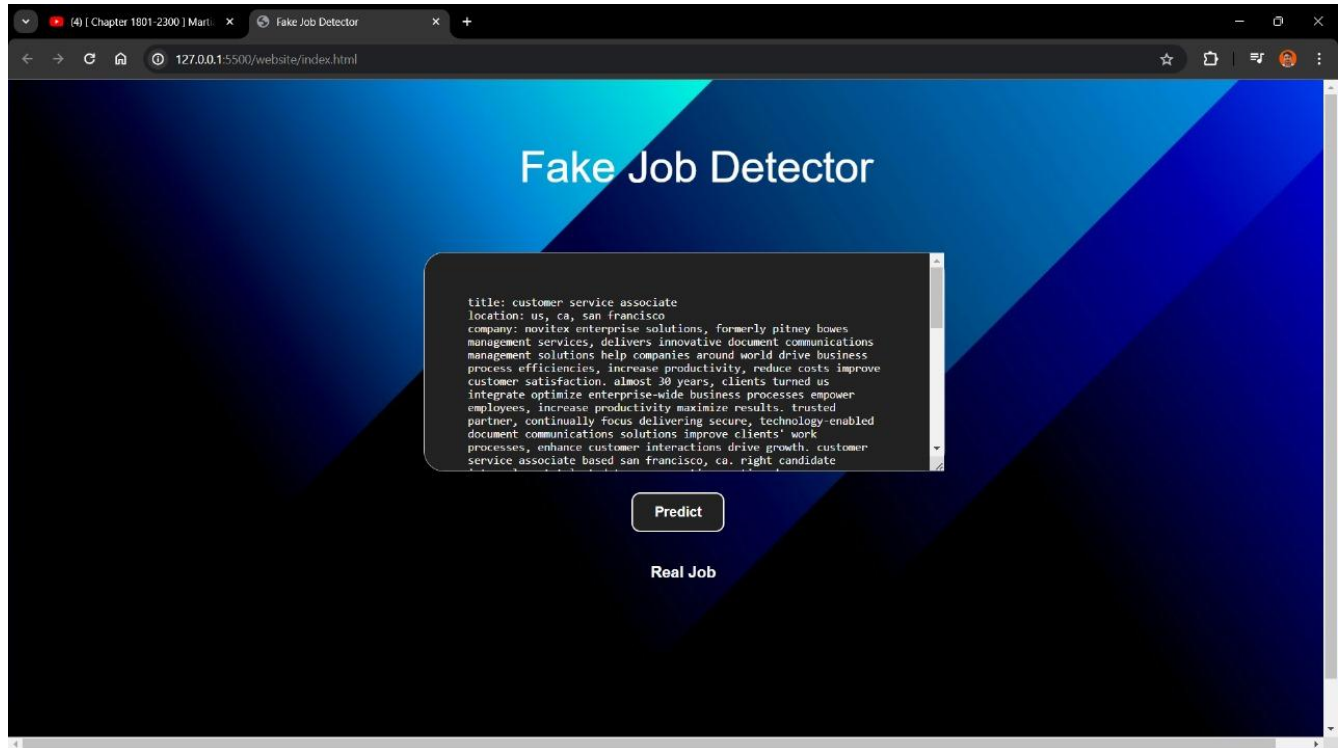 (4) [ Chapter 1801-2300 ] Marti
Fake Job Detector
127.0.0.1:5500/website/index.html
Fake Job Detector
title: customer service associate
location: us, ca, san francisco
company: novitex enterprise solutions, formerly pitney bowes
management services, delivers innovative document communications
management solutions help companies around world drive business
process efficiencies, increase productivity, reduce costs improve
customer satisfaction. almost 30 years, clients turned us
integrate optimize enterprise-wide business processes empower
employees, increase productivity maximize results. trusted
partner, continually focus delivering secure, technology-enabled
document communications solutions improve clients' work
processes, enhance customer interactions drive growth. customer
service associate based san francisco, ca. right candidate
Predict
Real Job